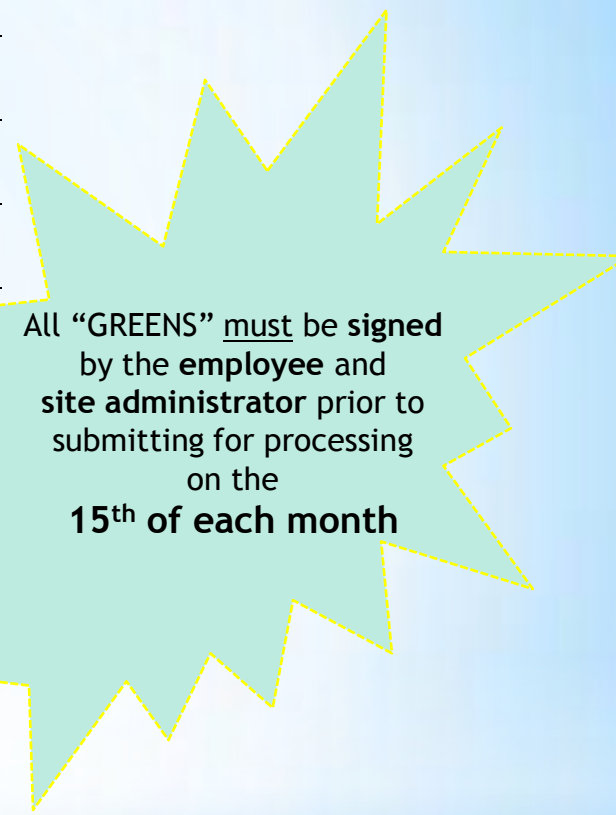 All “GREENS” must be signed
by the employee and
site administrator prior to
submitting for processing
on the
15th of each month